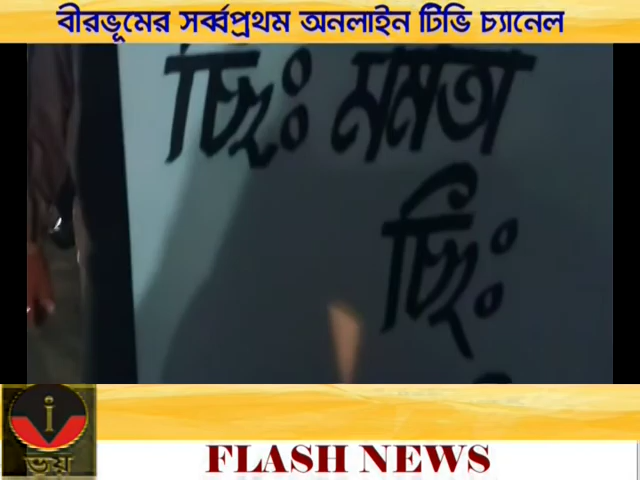 বীরভূমের সর্ব্বপ্রথম অনলাইন টিভি চ্যানেল
ছিঃ মমতা
ছিঃ
i
ভয়
FLASH NEWS